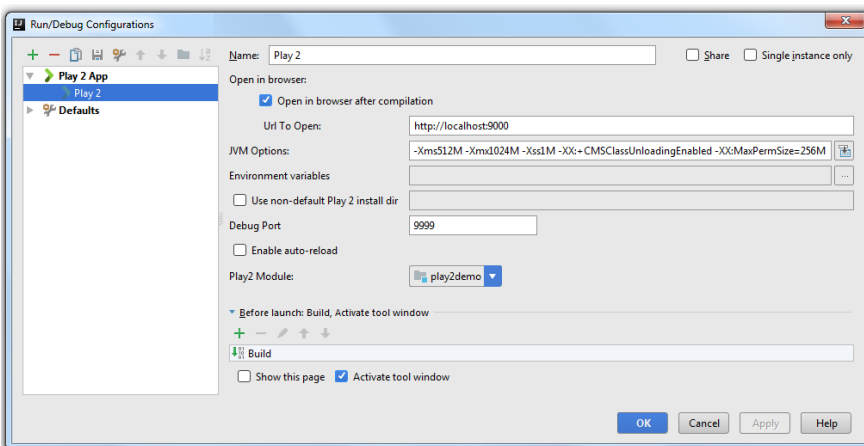 Run/Debug Configurations
Name: Play 2
Share
Single instance only
Play 2 App
Play 2
Defaults
Open in browser:
Open in browser after compilation
Url To Open: http://localhost:9000
JVM Options: -Xms512M -Xmx1024M -Xss1M -XX:+CMSClassUnloadingEnabled -XX:MaxPermSize=256M
Environment variables ...
Use non-default Play 2 install dir
Debug Port 9999
Enable auto-reload
Play2 Module: play2demo
Before launch: Build, Activate tool window
Build
Show this page Activate tool window
OK Cancel Apply Help